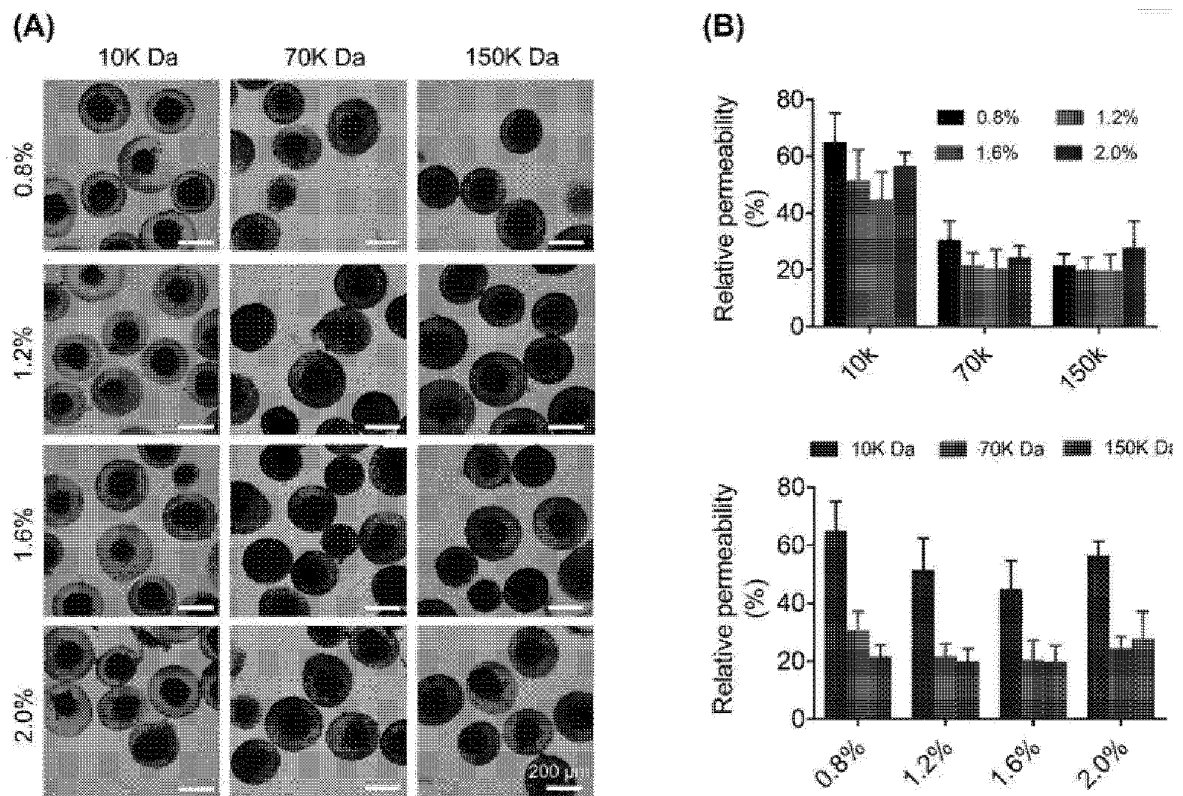 (A)
10K Da 70K Da 150K Da
0.8%
1.2%
1.6%
2.0%
200 µm
(B)
Relative permeability
(%)
80
60
40
20
0
0.8% 1.2%
1.6% 2.0%
10k 70k 150k
10K Da 70K Da 150K Da
Relative permeability
(%)
80
60
40
20
0
0.8% 1.2% 1.6% 2.0%